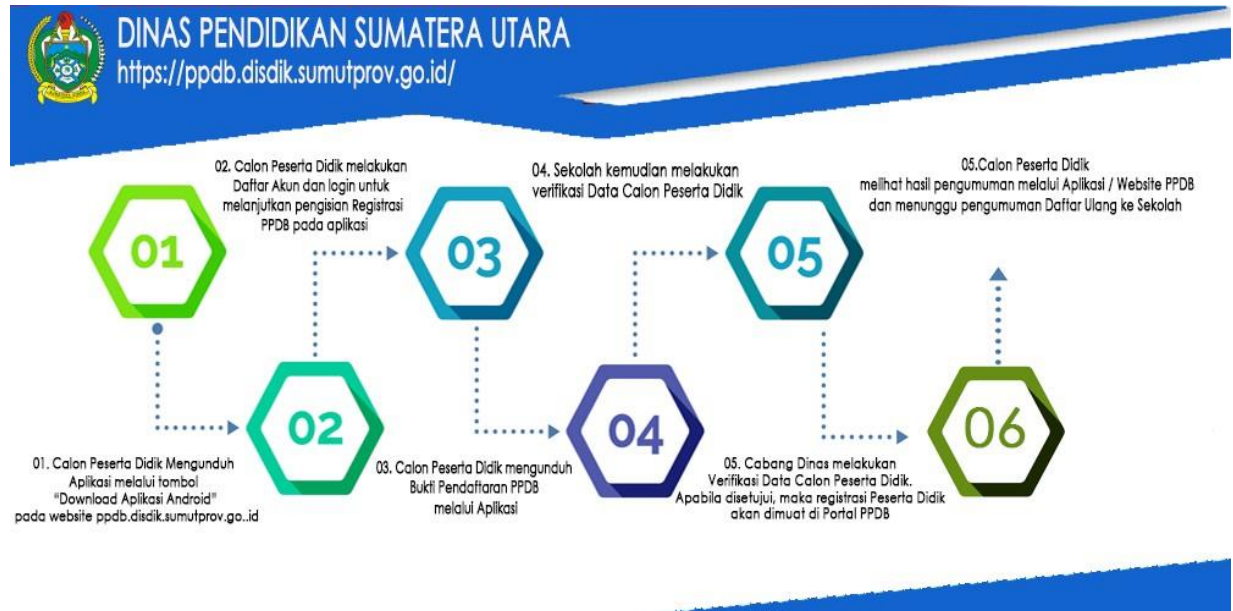 DINAS PENDIDIKAN SUMATERA UTARA
https://ppdb.disdik.sumutprov.go.id/
SUMATERA UTARA
01
01. Calon Peserta Didik Mengunduh
Aplikasi melalui tombol
"Download Aplikasi Android"
pada website ppdb.disdik.sumutprov.go..id
02. Calon Peserta Didik melakukan
Daftar Akun dan login untuk
melanjutkan pengisian Registrasi
PPDB pada aplikasi
02
03
03. Calon Peserta Didik mengunduh
Bukti Pendaftaran PPDB
melalui Aplikasi
04. Sekolah kemudian melakukan
verifikasi Data Calon Peserta Didik
04
05
05. Cabang Dinas melakukan
Verifikasi Data Calon Peserta Didik.
Apabila disetujui, maka registrasi Peserta Didik
akan dimuat di Portal PPDB
05.Calon Peserta Didik
melihat hasil pengumuman melalui Aplikasi / Website PPDB
dan menunggu pengumuman Daftar Ulang ke Sekolah
06